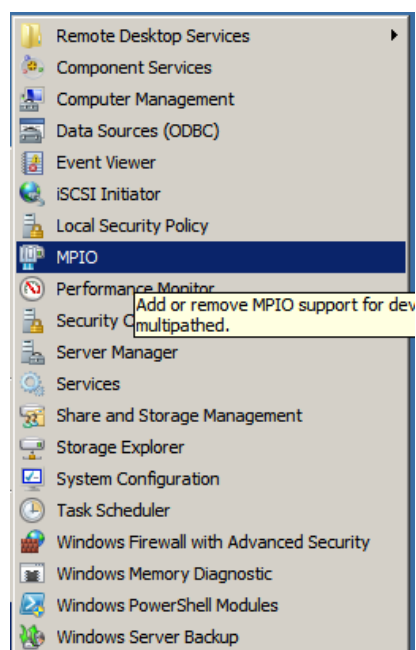 Remote Desktop Services
Component Services
Computer Management
Data Sources (ODBC)
Event Viewer
iSCSI Initiator
Local Security Policy
MPIO
Performance Monitor
Add or remove MPIO support for dev
Security C
multipathed.
Server Manager
Services
Share and Storage Management
Storage Explorer
System Configuration
Task Scheduler
Windows Firewall with Advanced Security
Windows Memory Diagnostic
Windows PowerShell Modules
Windows Server Backup